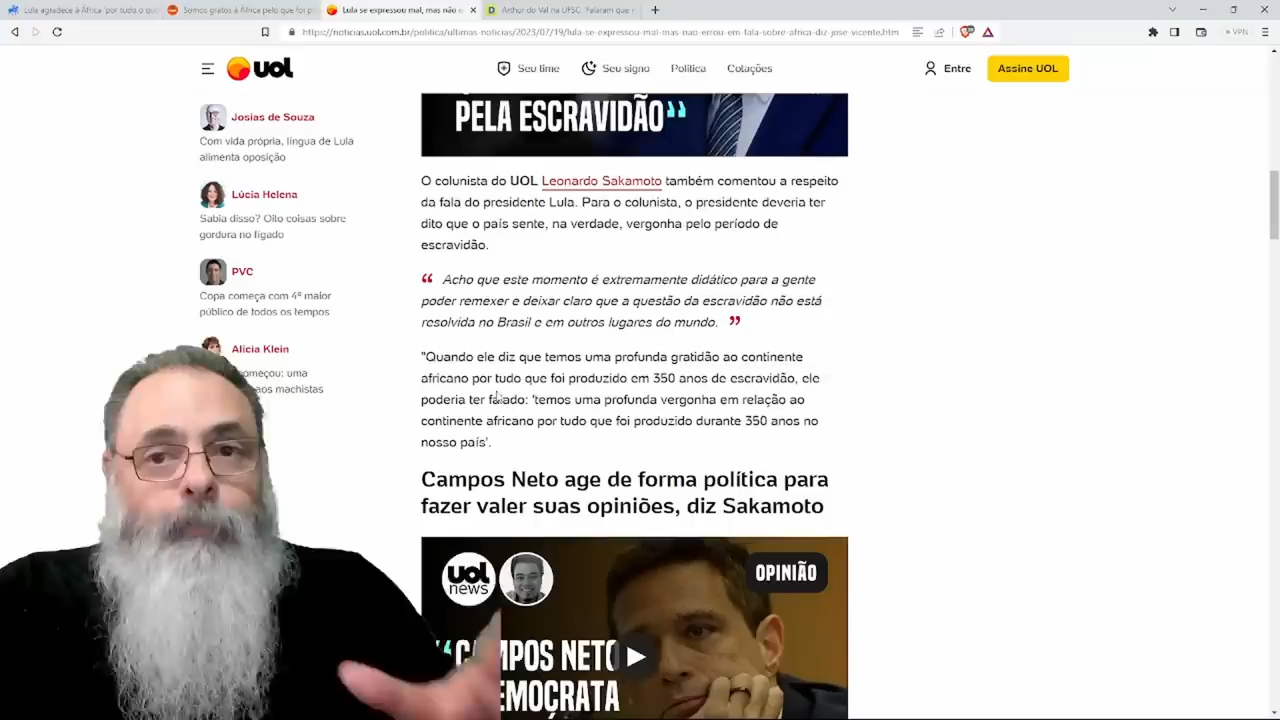 Lula agradece à África 'por tudo o qu
Somos gratos à África pelo que foi p
Lula se expressou mal, mas não e
Arthur do Val na UFSC: Falaram que r
https://noticias.uol.com.br/politica/ultimas-noticias/2023/07/19/lula-se-expressou-mal-mas-nao-errou-em-fala-sobre-africa-diz-jose-vicente.htm
VPN
UOL
Seu time
Seu signo
Política
Cotações
Entre
Assine UOL
Josias de Souza
Com vida própria, língua de Lula
alimenta oposição
Lúcia Helena
Sabia disso? Oito coisas sobre
gordura no fígado
PVC
Copa começa com 4º maior
público de todos os tempos
Alicia Klein
começou: uma
aos machistas
PELA ESCRAVIDÃO"
O colunista do UOL Leonardo Sakamoto também comentou a respeito
da fala do presidente Lula. Para o colunista, o presidente deveria ter
dito que o país sente, na verdade, vergonha pelo período de
escravidão.
“ Acho que este momento é extremamente didático para a gente
poder remexer e deixar claro que a questão da escravidão não está
resolvida no Brasil e em outros lugares do mundo. ”
"Quando ele diz que temos uma profunda gratidão ao continente
africano por tudo que foi produzido em 350 anos de escravidão, ele
poderia ter falado: 'temos uma profunda vergonha em relação ao
continente africano por tudo que foi produzido durante 350 anos no
nosso país'.
Campos Neto age de forma política para
fazer valer suas opiniões, diz Sakamoto
UOL
news
OPINIÃO
"CAMPOS NETO
DEMOCRATA